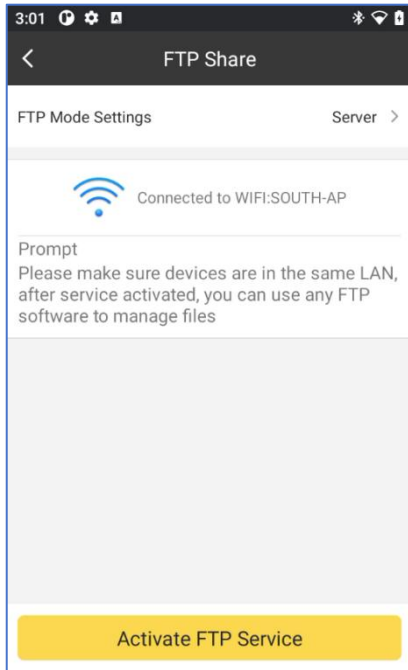 3:01
FTP Share
FTP Mode Settings Server
Connected to WIFI:SOUTH-AP
Prompt
Please make sure devices are in the same LAN,
after service activated, you can use any FTP
software to manage files
Activate FTP Service